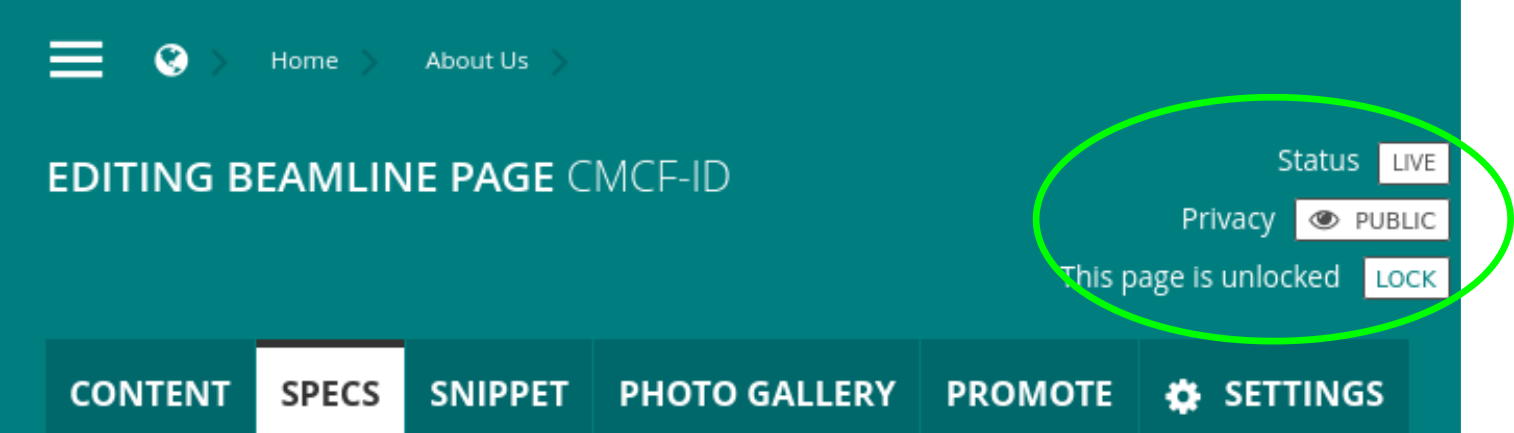 Home About Us
EDITING BEAMLINE PAGE CMCF-ID
Status LIVE
Privacy PUBLIC
This page is unlocked LOCK
CONTENT SPECS SNIPPET PHOTO GALLERY PROMOTE SETTINGS